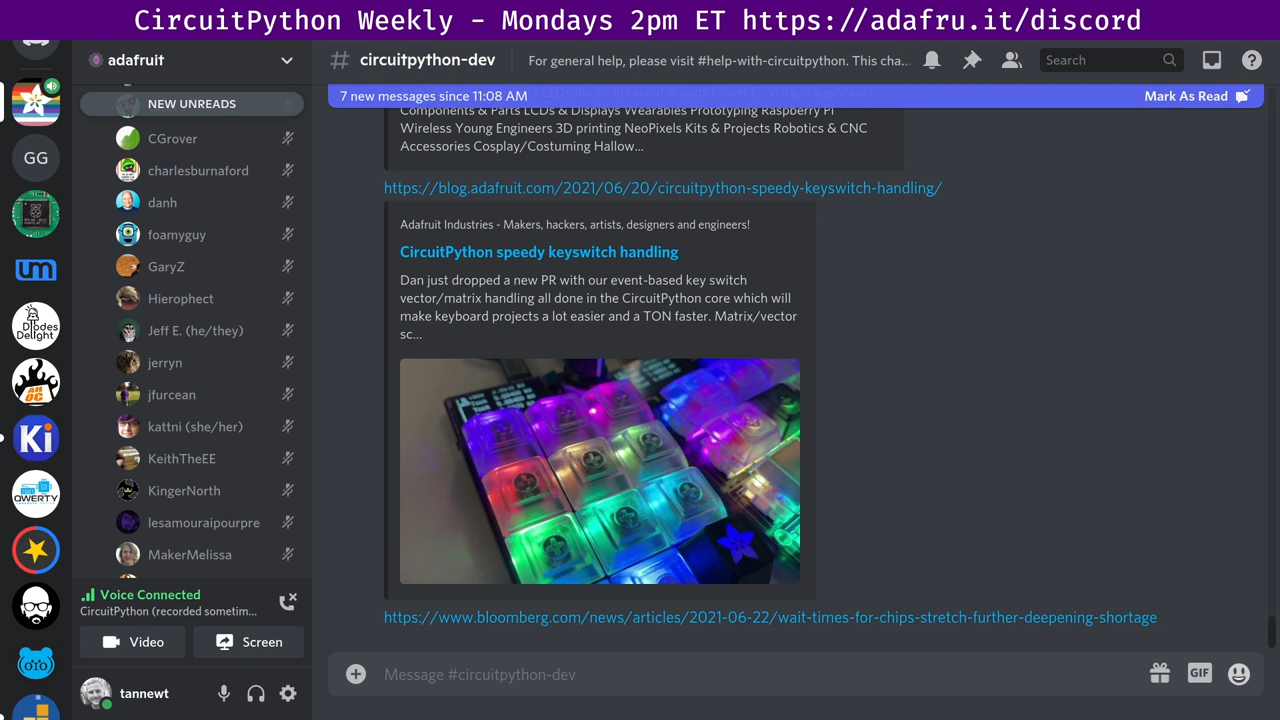 CircuitPython Weekly - Mondays 2pm ET https://adafru.it/discord
adafruit
NEW UNREADS
CGrover
charlesburnaford
danh
foamyguy
GaryZ
Hierophect
Jeff E. (he/they)
jerryn
jfurcean
kattni (she/her)
KeithTheEE
KingerNorth
lesamouraipourpre
MakerMelissa
Voice Connected
CircuitPython (recorded sometim...
Video
Screen
tannewt
GG
um
Diodes Delight
Ki
QWERTY
circuitpython-dev
For general help, please visit #help-with-circuitpython. This cha...
Search
7 new messages since 11:08 AM
Mark As Read
Components & Parts LCDs & Displays Wearables Prototyping Raspberry Pi
Wireless Young Engineers 3D printing NeoPixels Kits & Projects Robotics & CNC
Accessories Cosplay/Costuming Hallow...
https://blog.adafruit.com/2021/06/20/circuitpython-speedy-keyswitch-handling/
Adafruit Industries - Makers, hackers, artists, designers and engineers!
CircuitPython speedy keyswitch handling
Dan just dropped a new PR with our event-based key switch
vector/matrix handling all done in the CircuitPython core which will
make keyboard projects a lot easier and a TON faster. Matrix/vector
sc...
https://www.bloomberg.com/news/articles/2021-06-22/wait-times-for-chips-stretch-further-deepening-shortage
Message #circuitpython-dev
GIF